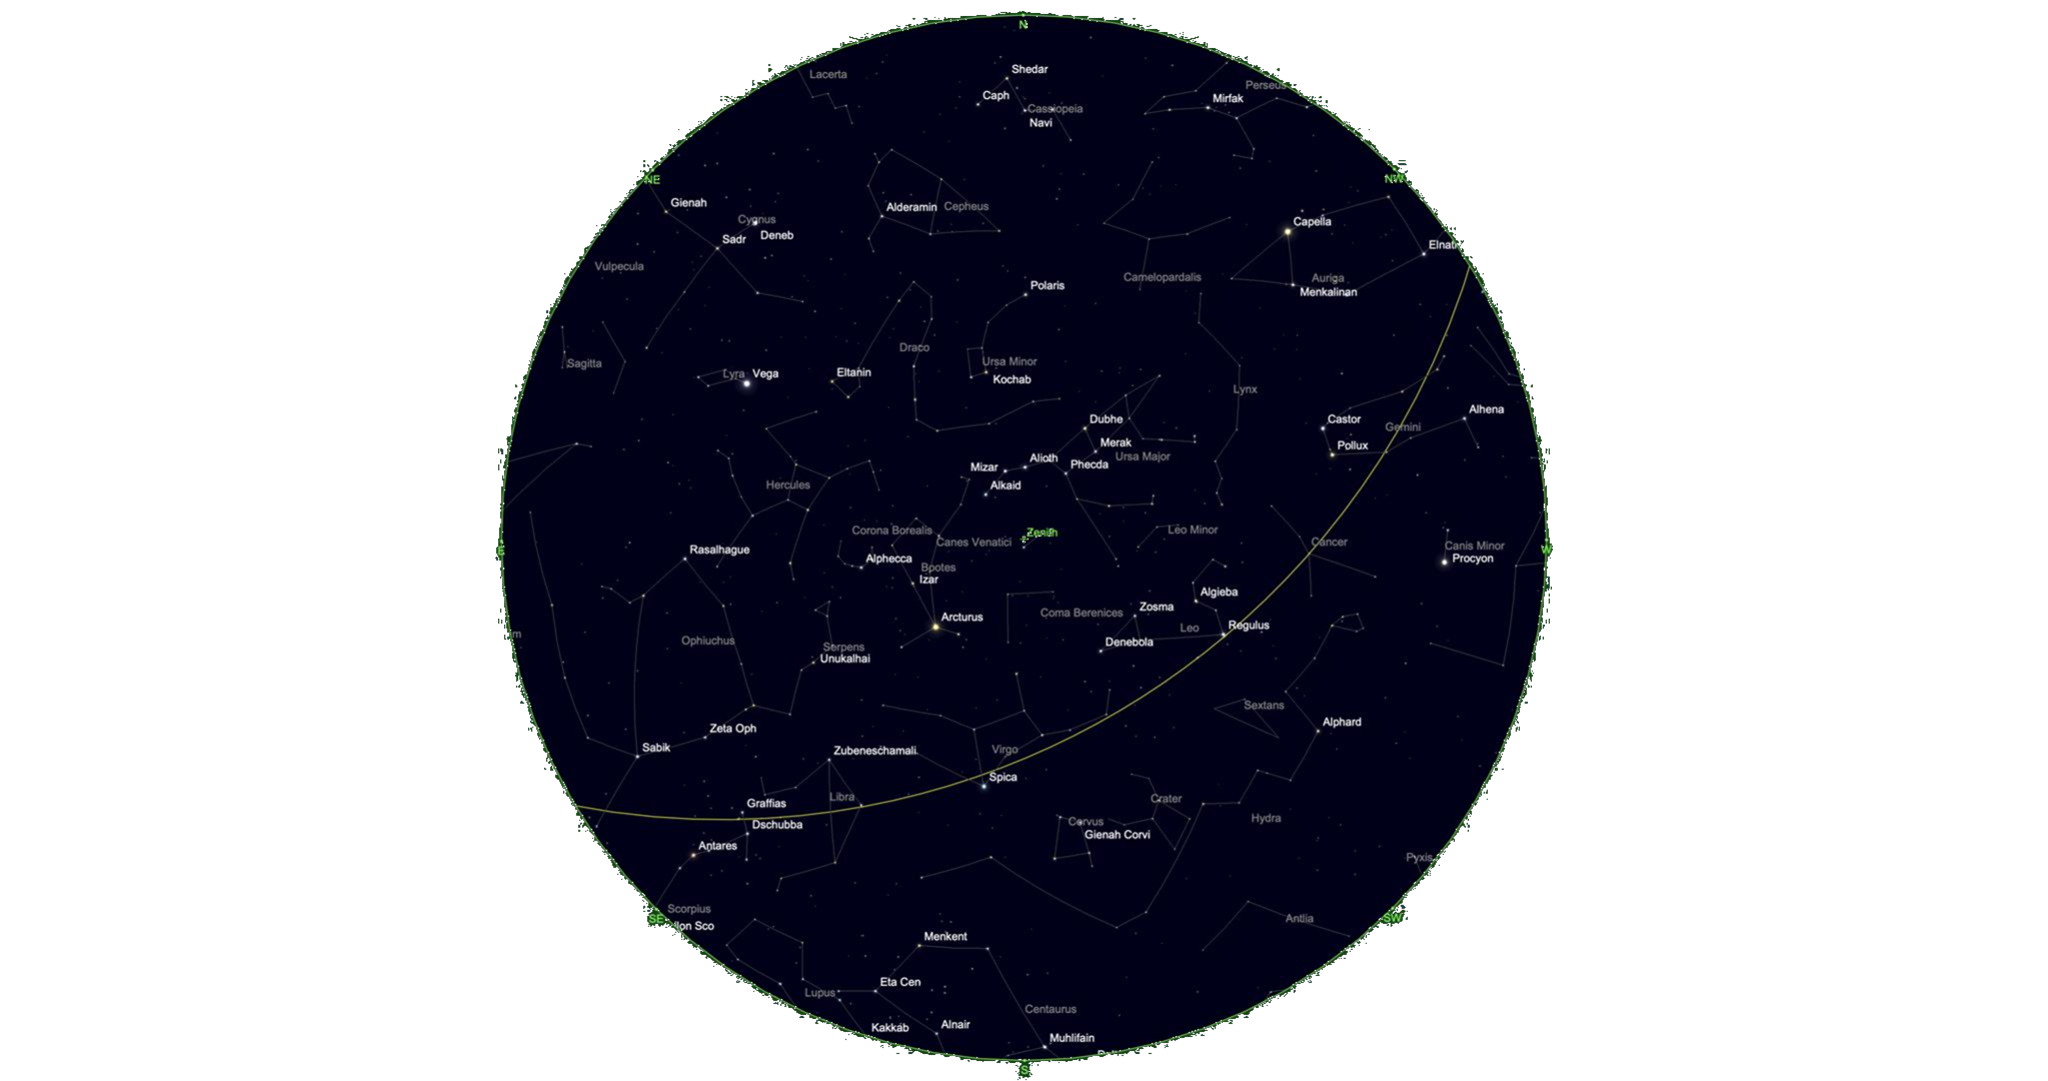 N
Shedar
Lacerta
Perseus
Caph
Mirfak
Cassiopeia
Navi
NE
NW
Gienah
Alderamin
Cepheus
Cygnus
Capella
Deneb
Sadr
Elnat
Vulpecula
Camelopardalis
Auriga
Polaris
Menkalinan
Draco
Ursa Minor
Sagitta
Lyra
Vega
Eltanin
Kochab
Lynx
Alhena
Dubhe
Castor
Gemini
Merak
Pollux
Ursa Major
Alioth
Phecda
Mizar
Hercules
Alkaid
Corona Borealis
Zenith
Leo Minor
Canes Venatici
Cancer
Canis Minor
E
Rasalhague
W
Alphecca
Procyon
Bootes
Izar
Algieba
Zosma
Coma Berenices
Arcturus
Regulus
Leo
m
Ophiuchus
Denebola
Serpens
Unukalhai
Sextans
Alphard
Zeta Oph
Sabik
Zubeneschamali
Virgo
Spica
Libra
Crater
Graffias
Hydra
Corvus
Dschubba
Gienah Corvi
Antares
Pyxis
Scorpius
SE
SW
Antlia
ilon Sco
Menkent
Eta Cen
Lupus
Centaurus
Kakkab
Alnair
Muhlifain
S